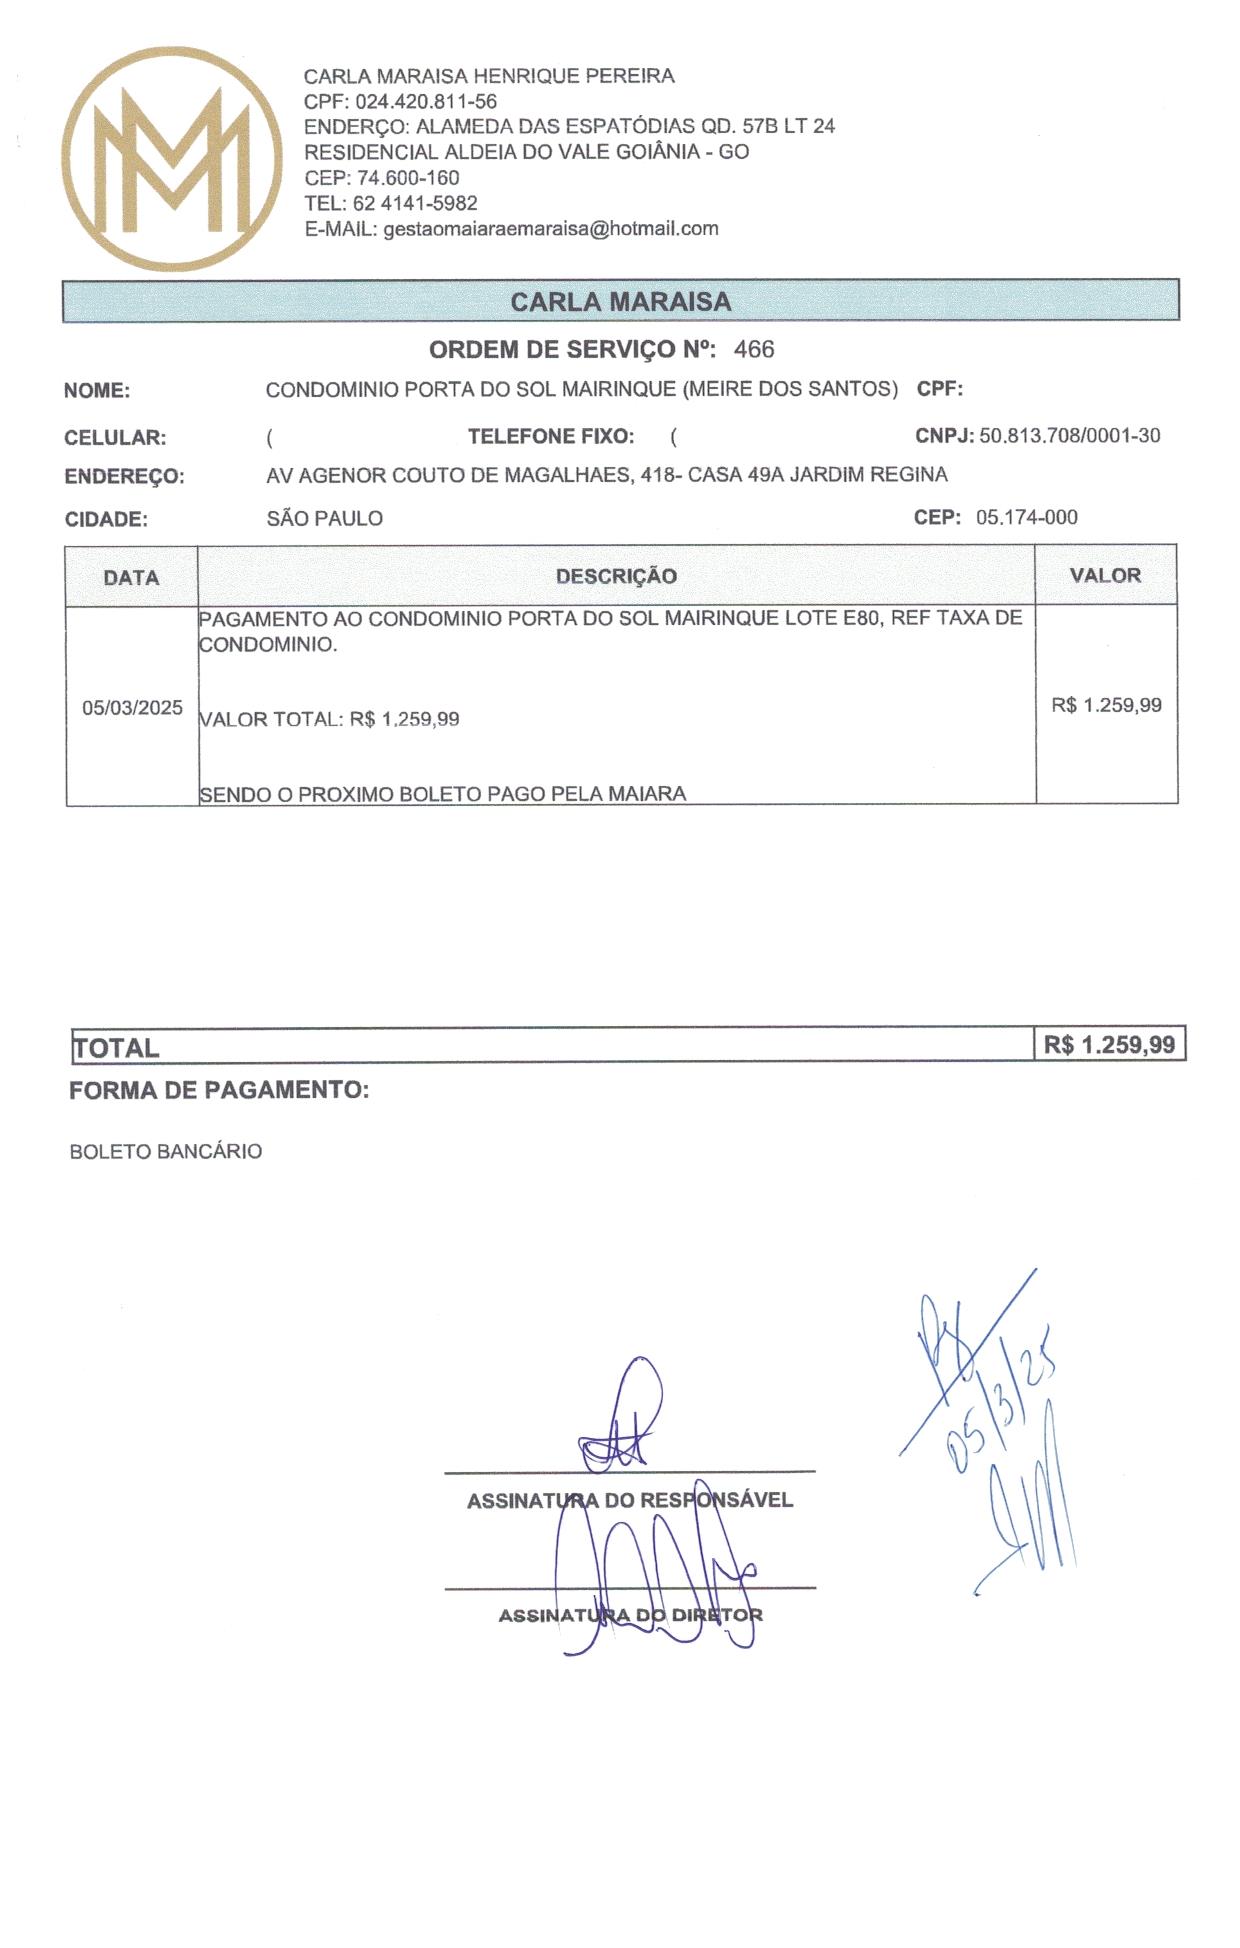 CARLA MARAISA HENRIQUE PEREIRA
CPF: 024.420.811-56
ENDERÇO: ALAMEDA DAS ESPATÓDIAS QD. 57B LT 24
RESIDENCIAL ALDEIA DO VALE GOIÂNIA - GO
CEP: 74.600-160
TEL: 62 4141-5982
E-MAIL: gestaomaiaraemaraisa@hotmail.com
CARLA MARAISA
ORDEM DE SERVIÇO Nº: 466
NOME: CONDOMINIO PORTA DO SOL MAIRINQUE (MEIRE DOS SANTOS) CPF:
CELULAR: ( TELEFONE FIXO: ( CNPJ: 50.813.708/0001-30
ENDEREÇO: AV AGENOR COUTO DE MAGALHAES, 418- CASA 49A JARDIM REGINA
CIDADE: SÃO PAULO CEP: 05.174-000
DATA DESCRIÇÃO VALOR
PAGAMENTO AO CONDOMINIO PORTA DO SOL MAIRINQUE LOTE E80, REF TAXA DE
CONDOMINIO.
05/03/2025 VALOR TOTAL: R$ 1.259,99 R$ 1.259,99
SENDO O PROXIMO BOLETO PAGO PELA MAIARA
TOTAL R$ 1.259,99
FORMA DE PAGAMENTO:
BOLETO BANCÁRIO
05/3/25
ASSINATURA DO RESPONSÁVEL
ASSINATURA DO DIRETOR